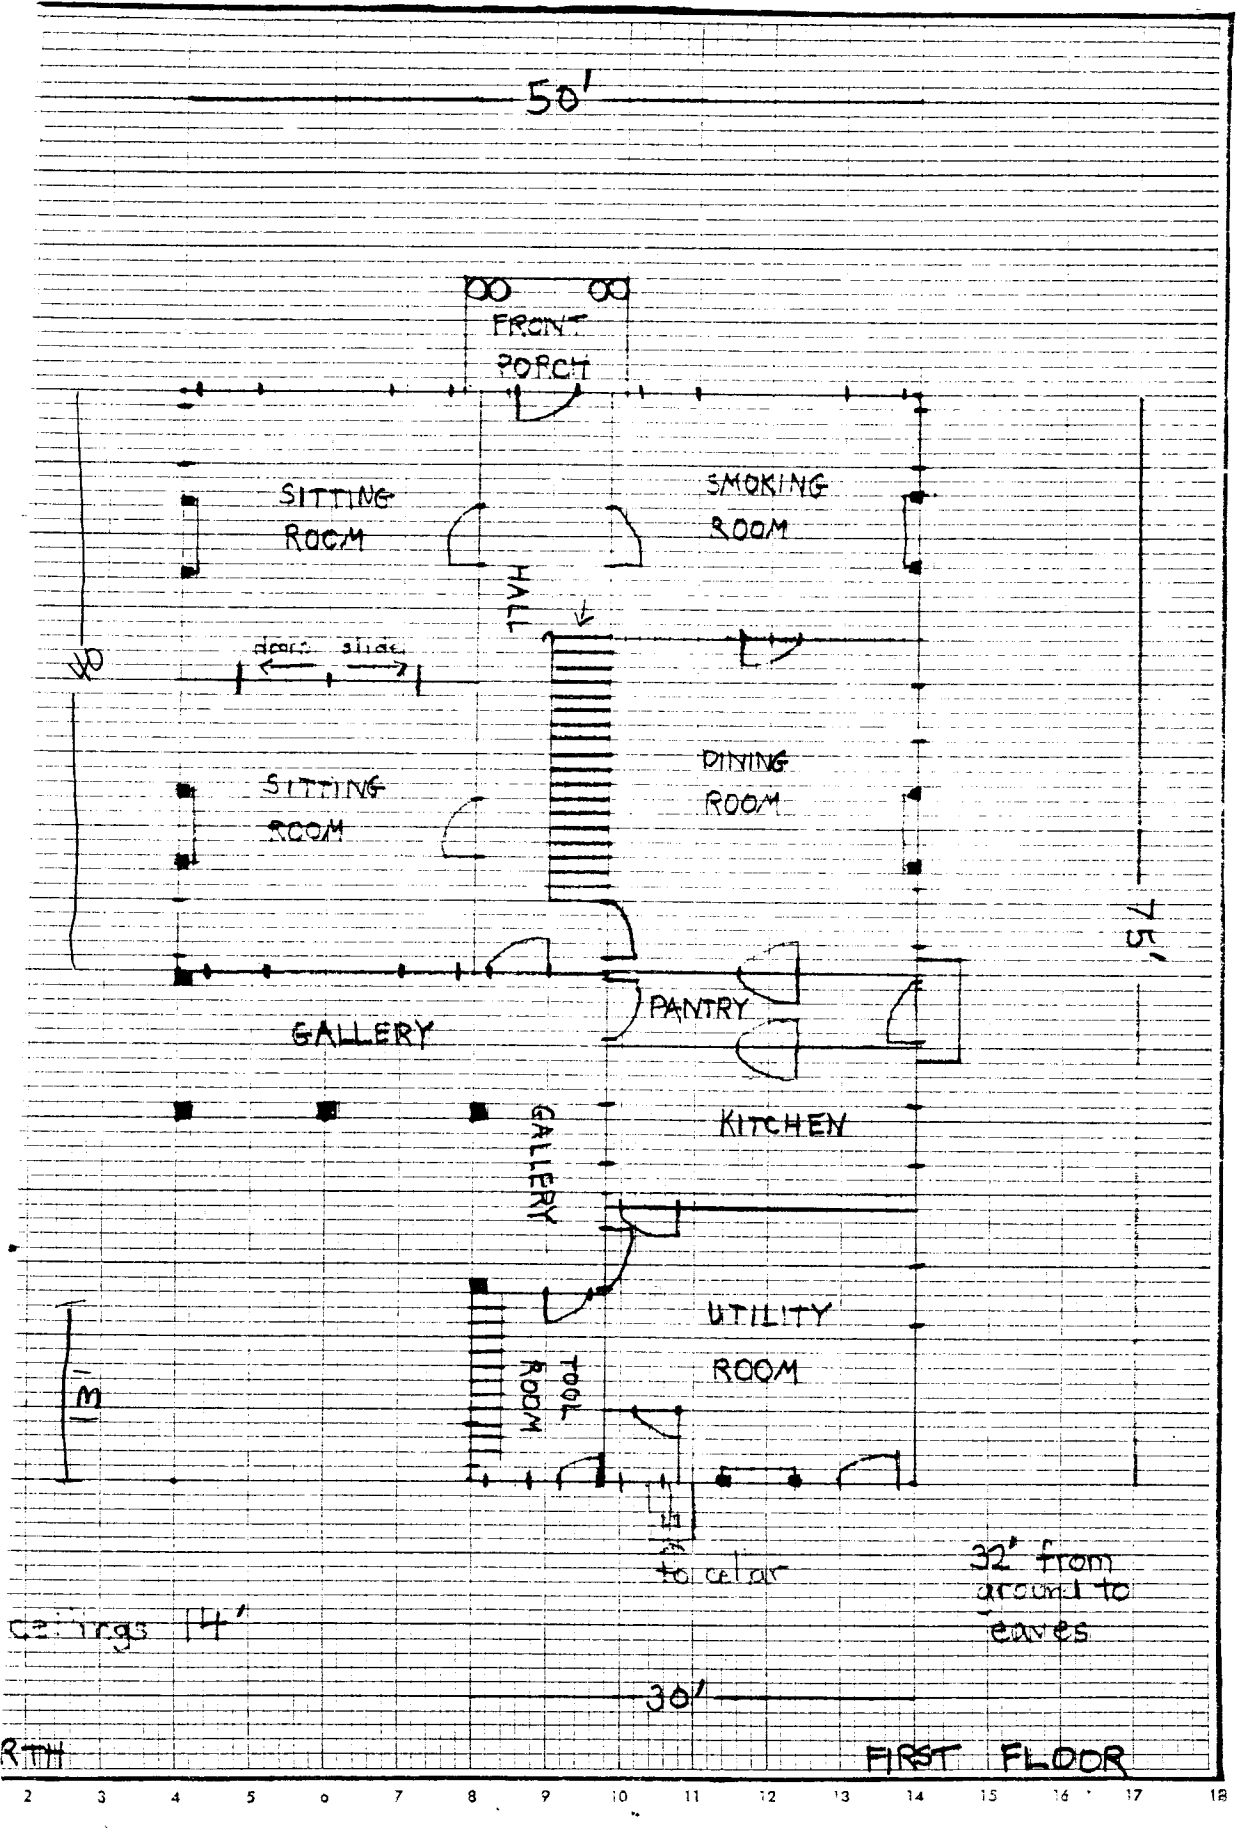 50'
FRONT
PORCH
SITTING
ROOM
SMOKING
ROOM
HALL
doors slide
40
SITTING
ROOM
DINING
ROOM
75'
PANTRY
GALLERY
GALLERY
KITCHEN
UTILITY
ROOM
TOOL
ROOM
13'
to cellar
32' from
ground to
eaves
ceilings 14'
30'
RTH
FIRST FLOOR
2 3 4 5 6 7 8 9 10 11 12 13 14 15 16 17 18